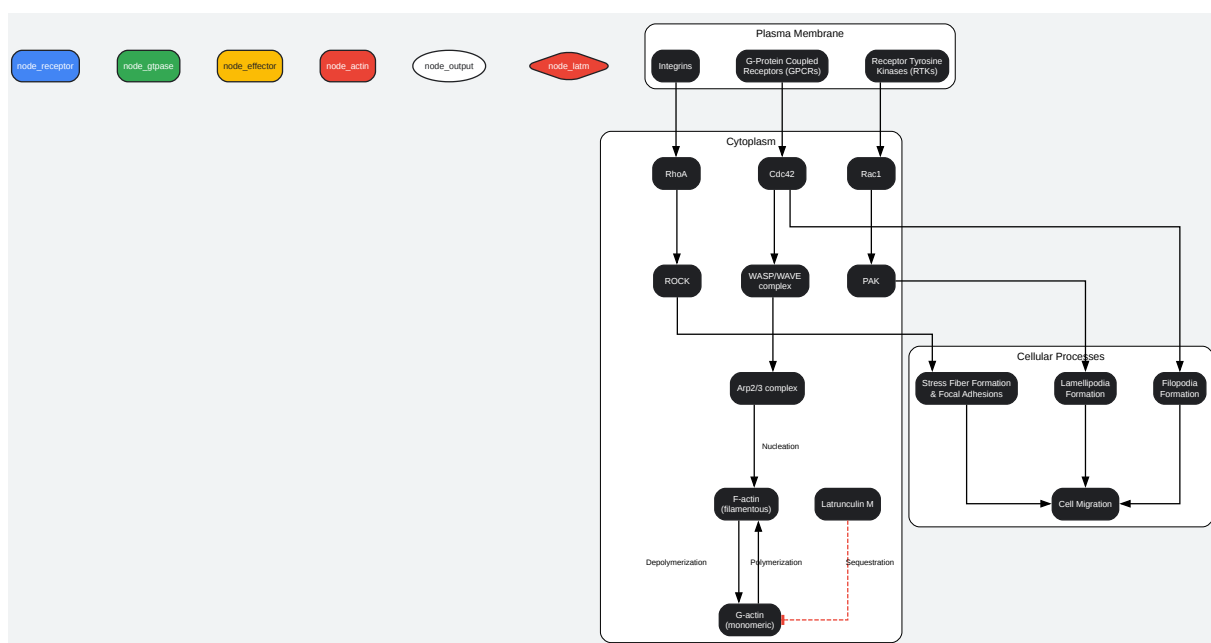 Plasma Membrane
node_receptor
node_gtpase
node_effector
node_actin
node_output
node_latm
Integrins
G-Protein Coupled
Receptors (GPCRs)
Receptor Tyrosine
Kinases (RTKs)
Cytoplasm
RhoA
Cdc42
Rac1
ROCK
WASP/WAVE
complex
PAK
Cellular Processes
Arp2/3 complex
Stress Fiber Formation
& Focal Adhesions
Lamellipodia
Formation
Filopodia
Formation
Nucleation
F-actin
(filamentous)
Latrunculin M
Cell Migration
Depolymerization
Polymerization
Sequestration
G-actin
(monomeric)